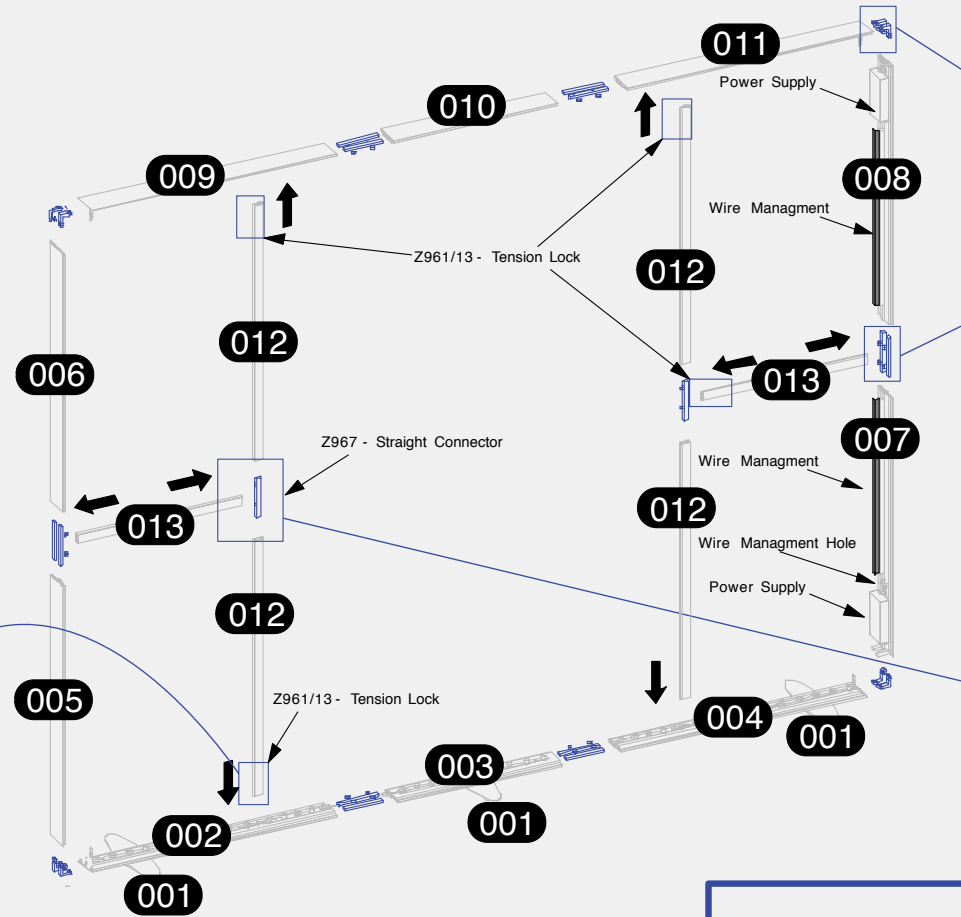 011
Power Supply
010
009
008
Wire Managment
Z961/13 - Tension Lock
012
012
006
013
007
Z967 - Straight Connector
Wire Managment
013
012
Wire Managment Hole
Power Supply
012
005
Z961/13 - Tension Lock
004
001
003
002
001
001